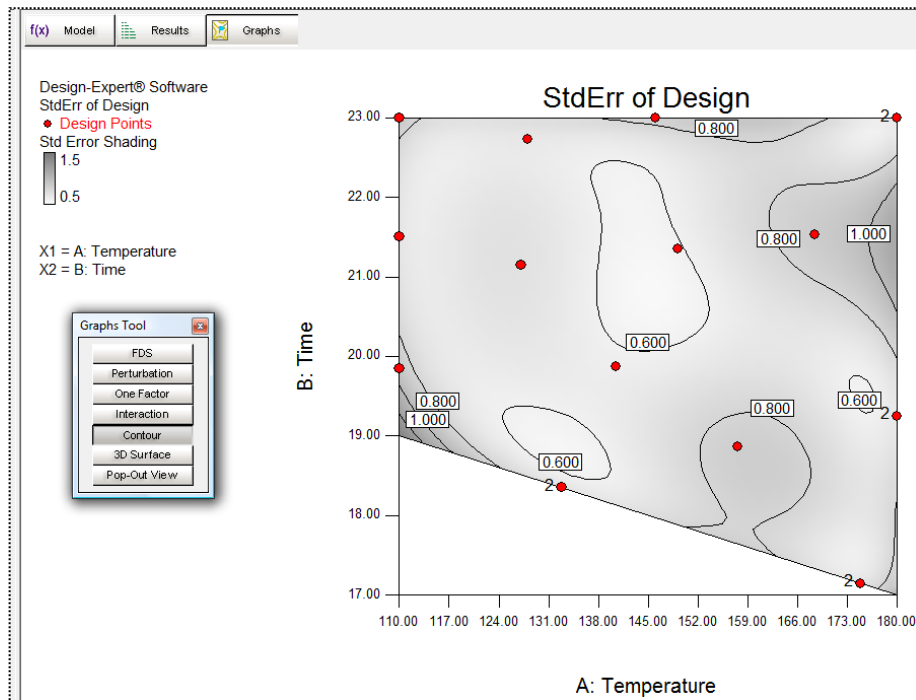 f(x) Model Results Graphs
Design-Expert® Software
StdErr of Design
Design Points
Std Error Shading
1.5
0.5
X1 = A: Temperature
X2 = B: Time
Graphs Tool
x
FDS
Perturbation
One Factor
Interaction
Contour
3D Surface
Pop-Out View
StdErr of Design
B: Time
23.00
22.00
21.00
20.00
19.00
18.00
17.00
2
0.800
0.800
1.000
0.600
0.600
2
0.800
1.000
0.800
0.600
2
2
110.00 117.00 124.00 131.00 138.00 145.00 152.00 159.00 166.00 173.00 180.00
A: Temperature